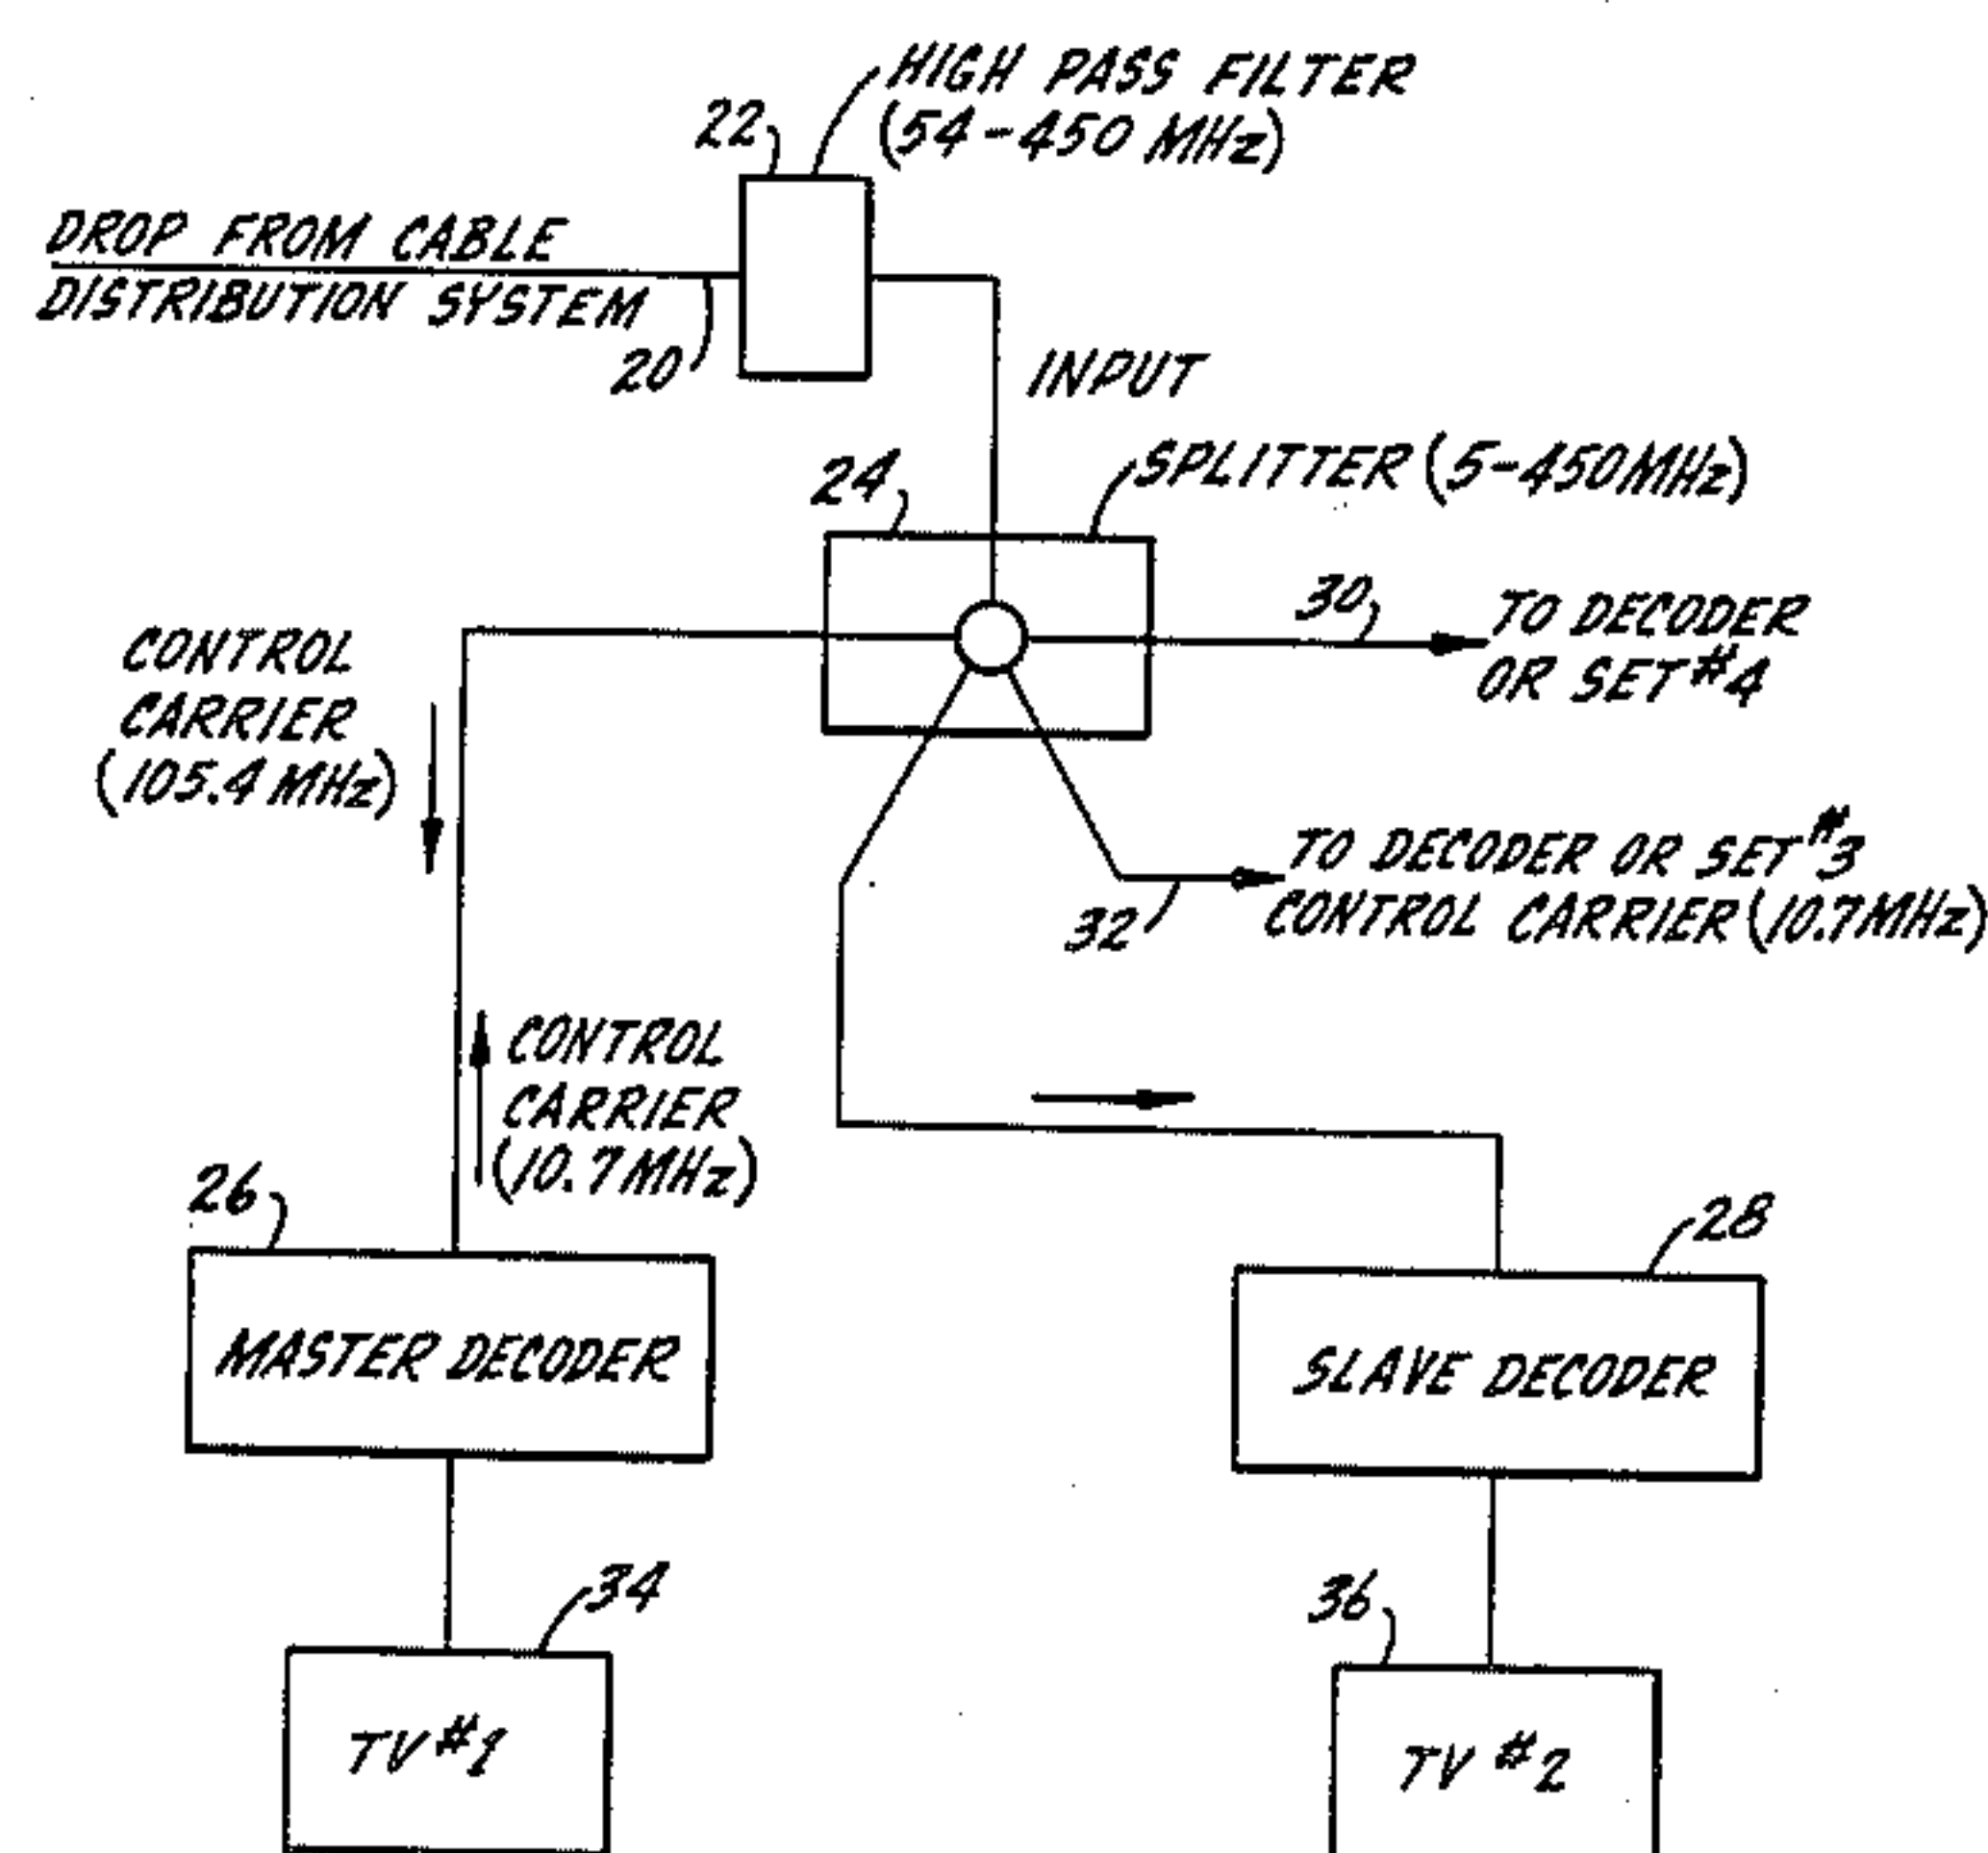 HIGH PASS FILTER
(54-450 MHz)
22
DROP FROM CABLE
DISTRIBUTION SYSTEM
20
INPUT
24
SPLITTER (5-450MHz)
30
TO DECODER
OR SET #4
CONTROL
CARRIER
(105.4 MHz)
TO DECODER OR SET #3
CONTROL CARRIER (10.7MHz)
32
CONTROL
CARRIER
(10.7MHz)
26
28
MASTER DECODER
SLAVE DECODER
34
36
TV #1
TV #2